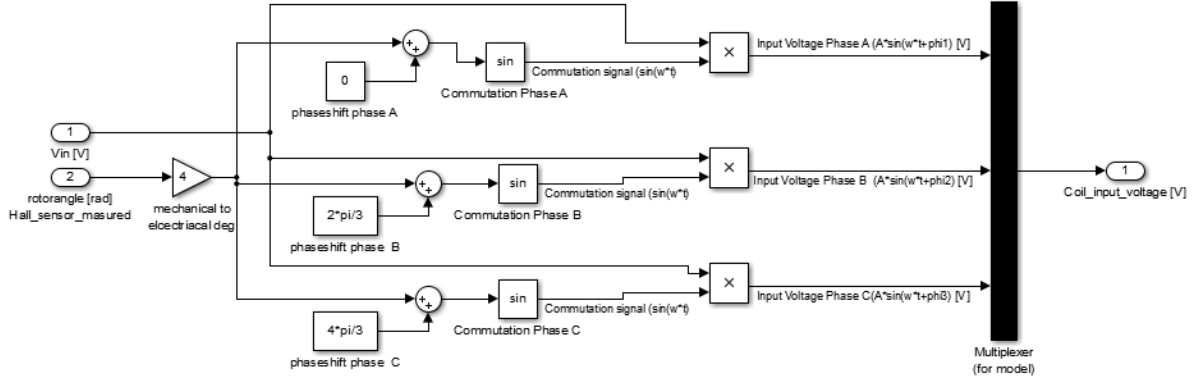 Input Voltage Phase A (A*sin(w*t+phi1) [V]
sin
Commutation signal (sin(w*t)
0
Commutation Phase A
phaseshift phase A
1
Vin [V]
4
2
rotorangle [rad]
Hall_sensor_masured
mechanical to
elcectriacal deg
sin
Commutation signal (sin(w*t)
Input Voltage Phase B (A*sin(w*t+phi2) [V]
1
Coil_input_voltage [V]
2*pi/3
Commutation Phase B
phaseshift phase B
sin
Commutation signal (sin(w*t)
Input Voltage Phase C(A*sin(w*t+phi3) [V]
4*pi/3
Commutation Phase C
phaseshift phase C
Multiplexer
(for model)